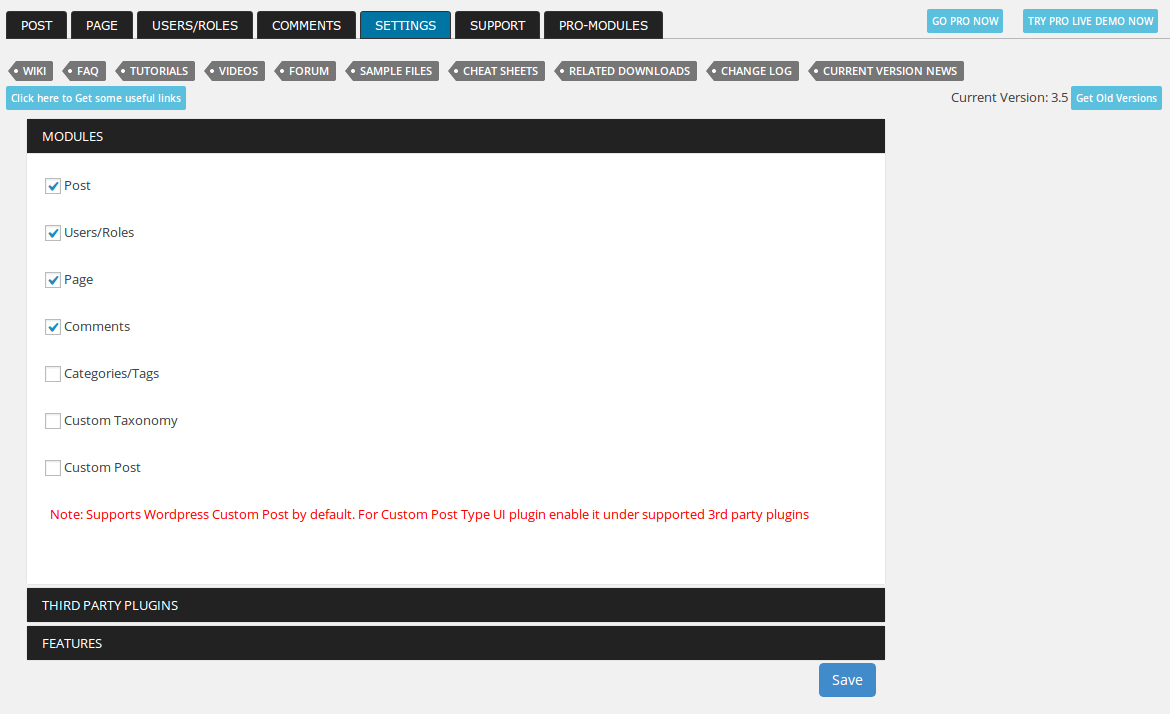 POST PAGE USERS/ROLES COMMENTS SETTINGS SUPPORT PRO-MODULES GO PRO NOW TRY PRO LIVE DEMO NOW
WIKI FAQ TUTORIALS VIDEOS FORUM SAMPLE FILES CHEAT SHEETS RELATED DOWNLOADS CHANGE LOG CURRENT VERSION NEWS
Click here to Get some useful links Current Version: 3.5 Get Old Versions
MODULES
Post
Users/Roles
Page
Comments
Categories/Tags
Custom Taxonomy
Custom Post
Note: Supports Wordpress Custom Post by default. For Custom Post Type UI plugin enable it under supported 3rd party plugins
THIRD PARTY PLUGINS
FEATURES
Save